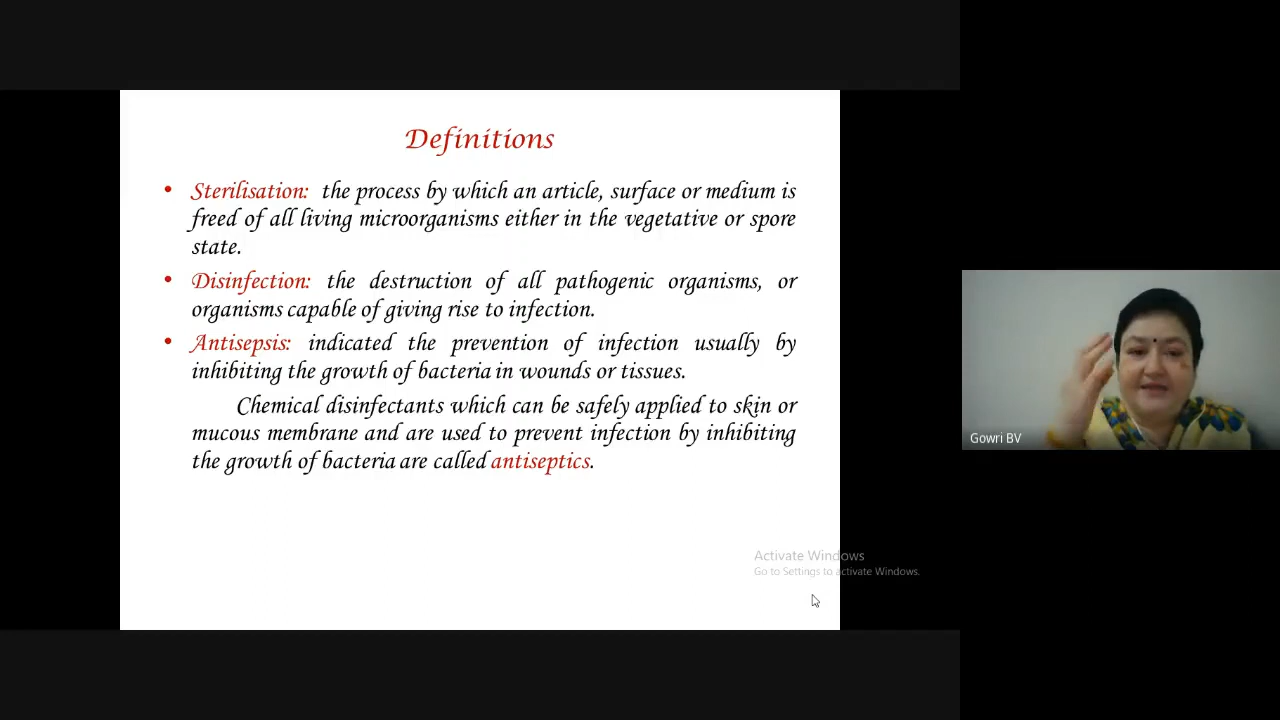 Definitions
• Sterilisation: the process by which an article, surface or medium is
freed of all living microorganisms either in the vegetative or spore
state.
• Disinfection: the destruction of all pathogenic organisms, or
organisms capable of giving rise to infection.
• Antisepsis: indicated the prevention of infection usually by
inhibiting the growth of bacteria in wounds or tissues.
Chemical disinfectants which can be safely applied to skin or
mucous membrane and are used to prevent infection by inhibiting
the growth of bacteria are called antiseptics.
Gowri BV
Activate Windows
Go to Settings to activate Windows.